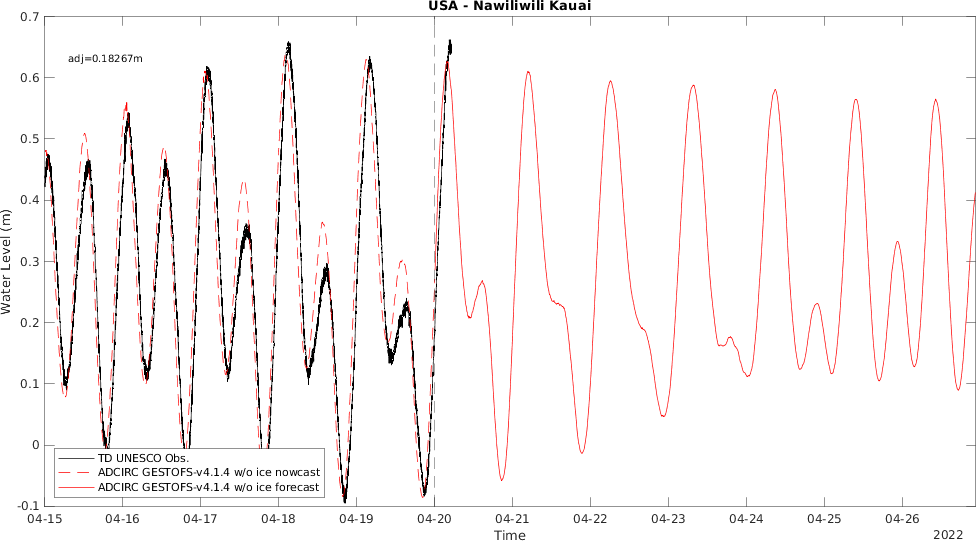 USA - Nawiliwili Kauai
adj=0.18267m
0.7
0.6
0.5
0.4
0.3
0.2
0.1
0
-0.1
Water Level (m)
TD UNESCO Obs.
ADCIRC GESTOFS-v4.1.4 w/o ice nowcast
ADCIRC GESTOFS-v4.1.4 w/o ice forecast
04-15 04-16 04-17 04-18 04-19 04-20 04-21 04-22 04-23 04-24 04-25 04-26
Time
2022